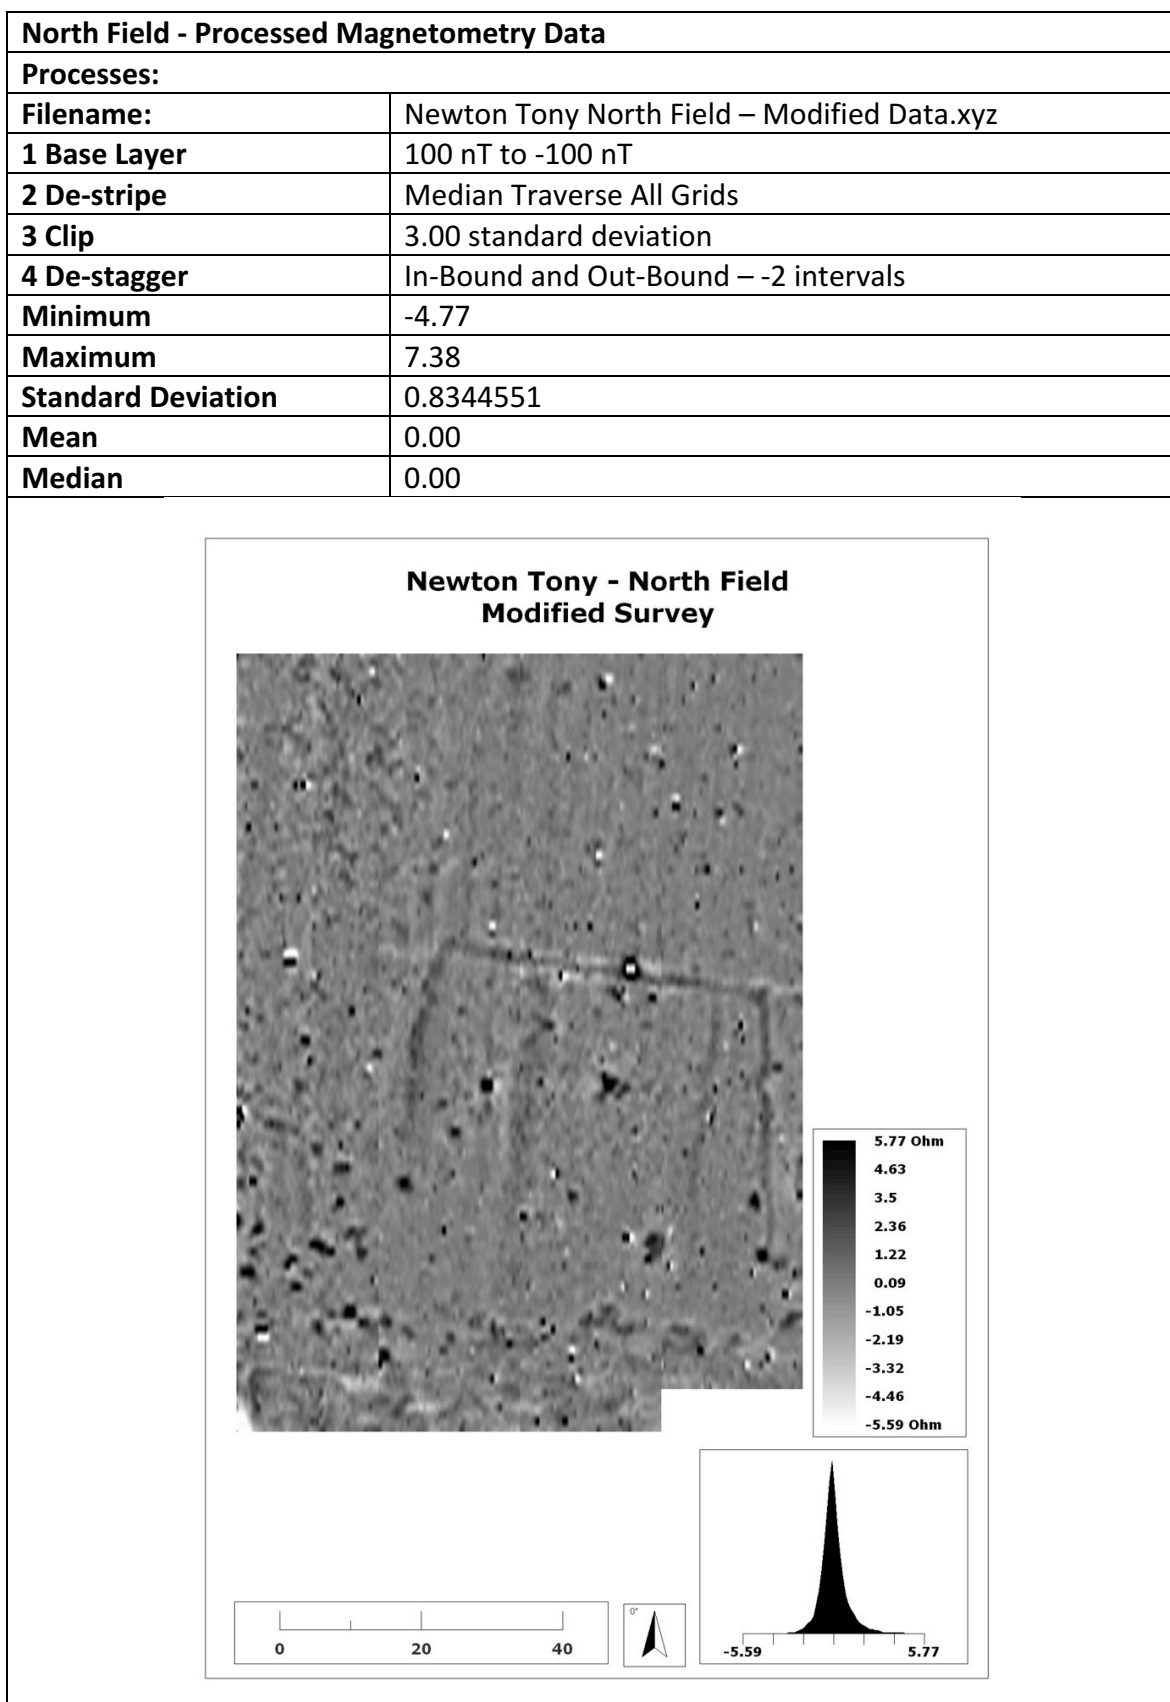 North Field - Processed Magnetometry Data
Processes:
Filename: Newton Tony North Field – Modified Data.xyz
1 Base Layer 100 nT to -100 nT
2 De-stripe Median Traverse All Grids
3 Clip 3.00 standard deviation
4 De-stagger In-Bound and Out-Bound – -2 intervals
Minimum -4.77
Maximum 7.38
Standard Deviation 0.8344551
Mean 0.00
Median 0.00
Newton Tony - North Field
Modified Survey
5.77 Ohm
4.63
3.5
2.36
1.22
0.09
-1.05
-2.19
-3.32
-4.46
-5.59 Ohm
0 20 40
0°
-5.59 5.77